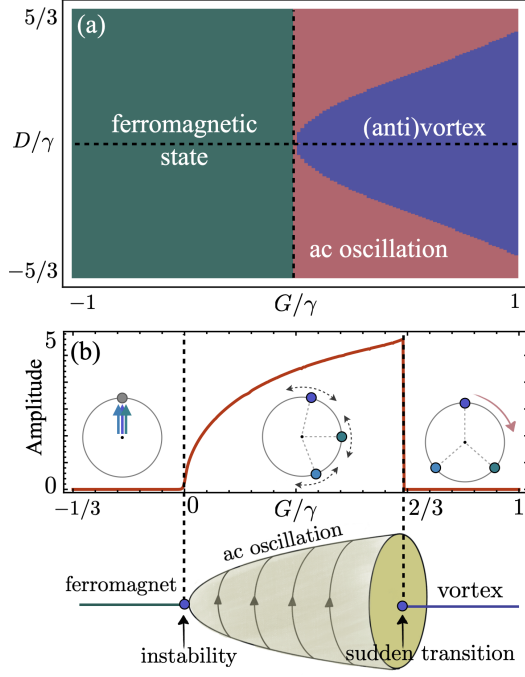 5/3
(a)
ferromagnetic
state
(anti)vortex
D/γ
ac oscillation
−5/3
−1
G/γ
1
(b)
5
Amplitude
0
−1/3
0
G/γ
2/3
1
ac oscillation
ferromagnet
vortex
instability
sudden transition